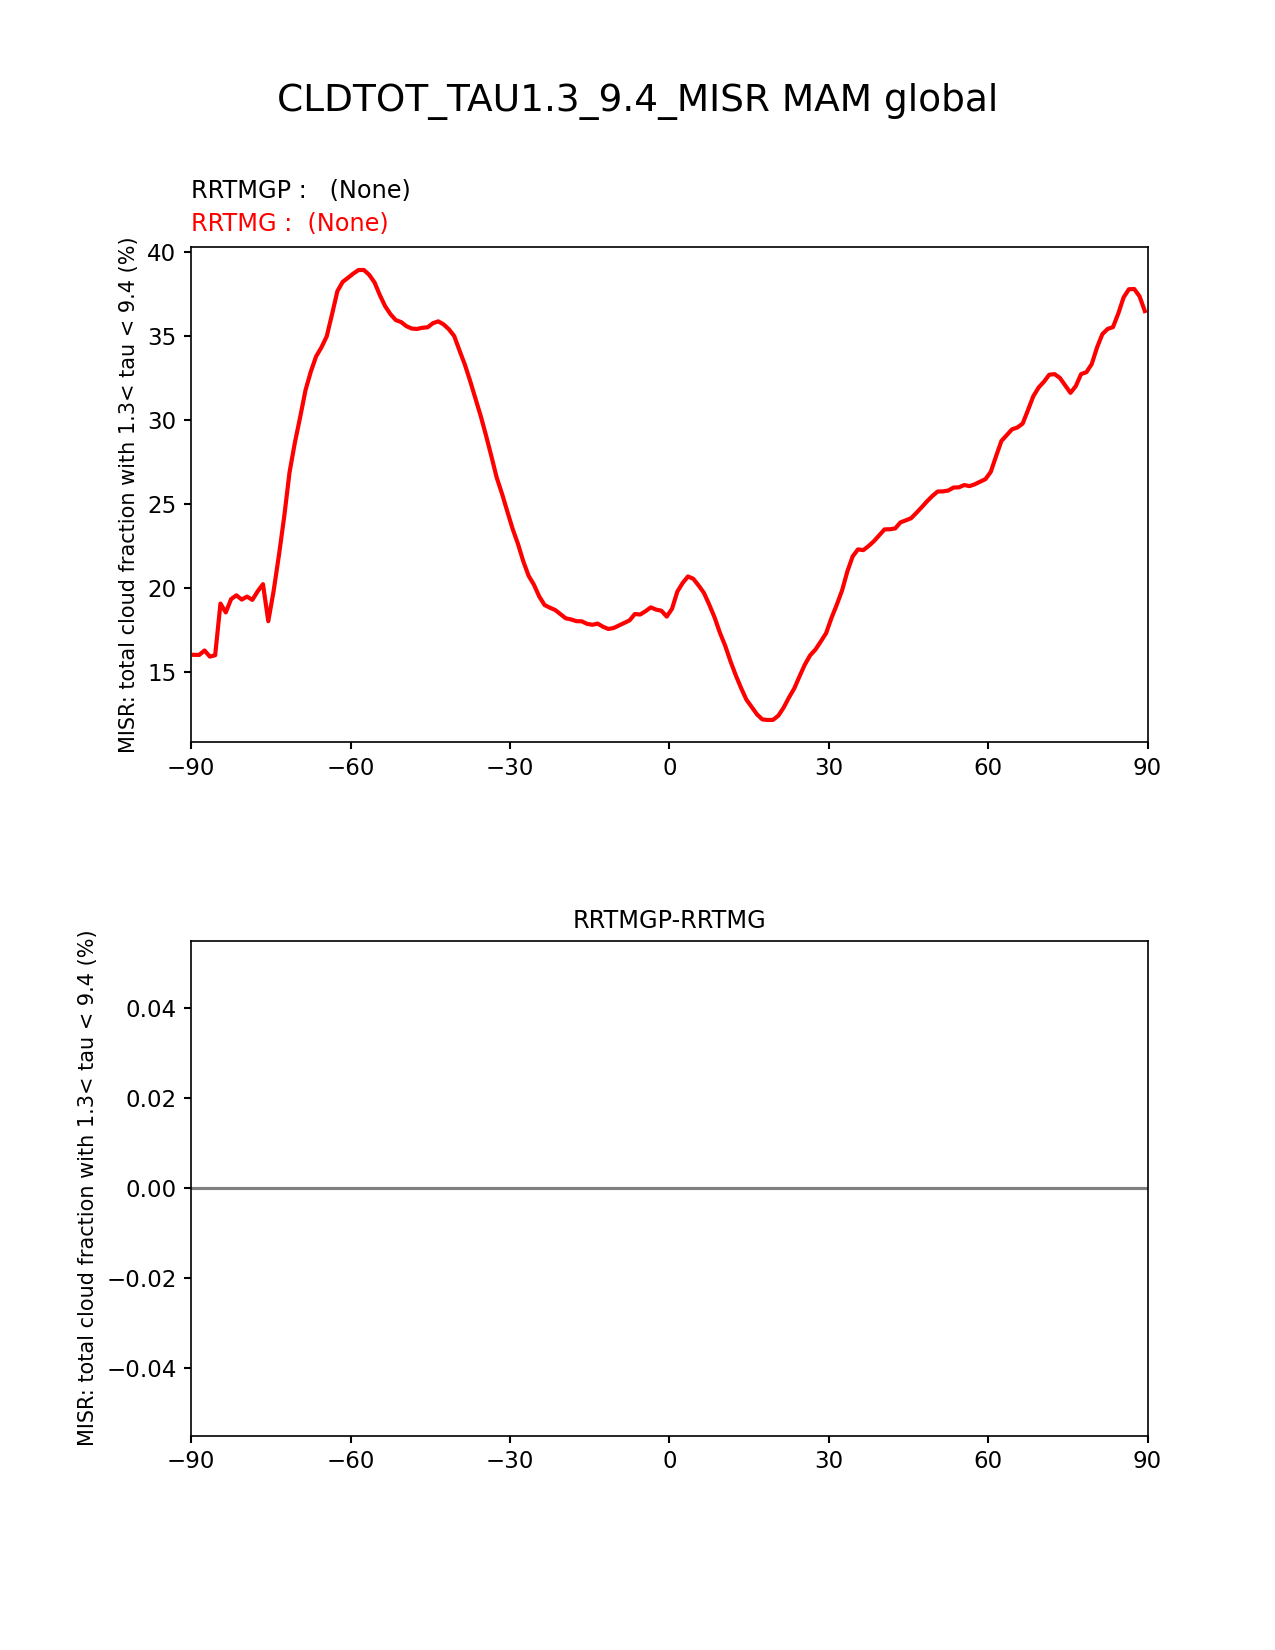 CLDTOT_TAU1.3_9.4_MISR MAM global
RRTMGP :   (None)
RRTMG :  (None)
MISR: total cloud fraction with 1.3< tau < 9.4 (%)
40
35
30
25
20
15
−90 −60 −30 0 30 60 90
RRTMGP-RRTMG
MISR: total cloud fraction with 1.3< tau < 9.4 (%)
0.04
0.02
0.00
−0.02
−0.04
−90 −60 −30 0 30 60 90